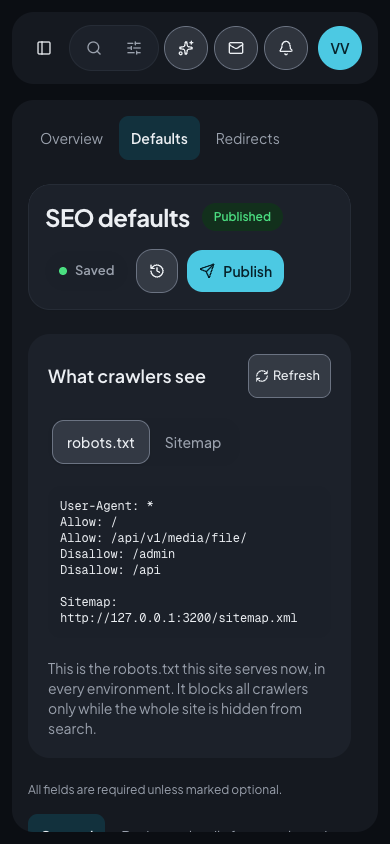 VV
Overview
Defaults
Redirects
SEO defaults
Published
Saved
Publish
What crawlers see
Refresh
robots.txt
Sitemap
User-Agent: *
Allow: /
Allow: /api/v1/media/file/
Disallow: /admin
Disallow: /api
Sitemap:
http://127.0.0.1:3200/sitemap.xml
This is the robots.txt this site serves now, in
every environment. It blocks all crawlers
only while the whole site is hidden from
search.
All fields are required unless marked optional.